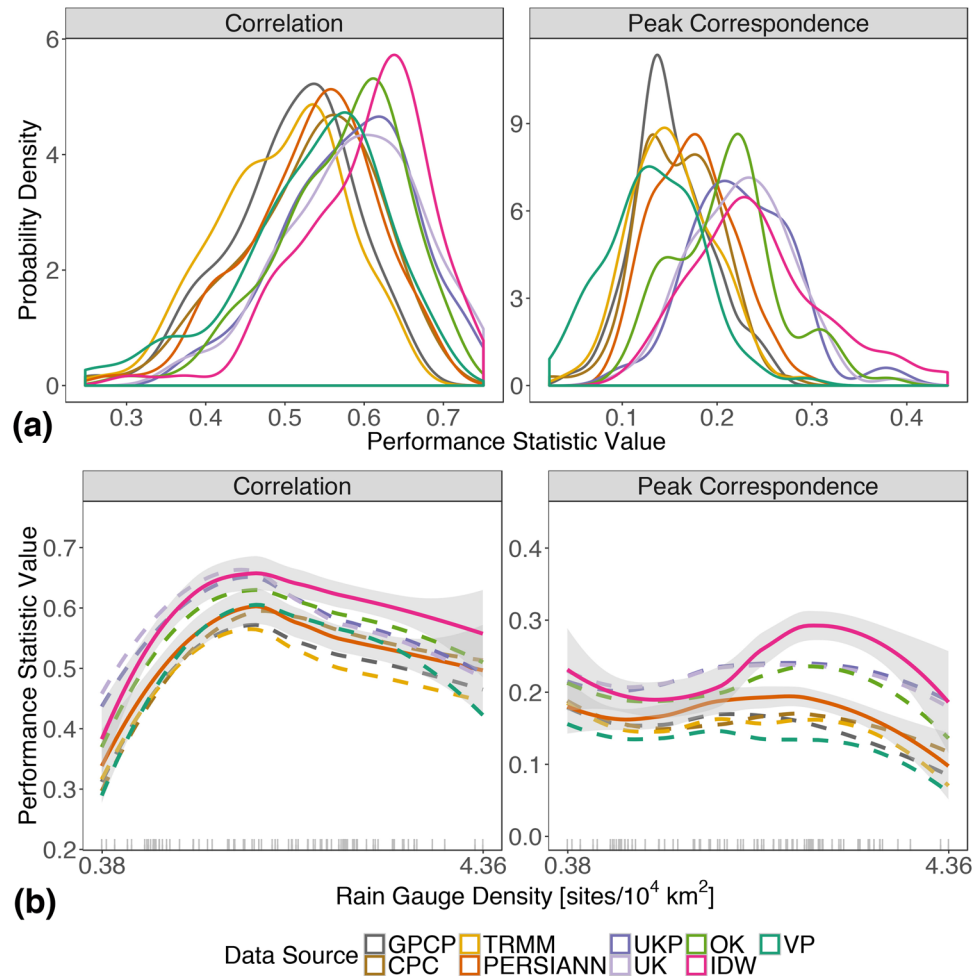 Correlation Peak Correspondence
6
4
2
0
Probability Density
9
6
3
0
0.3 0.4 0.5 0.6 0.7 0.1 0.2 0.3 0.4
(a) Performance Statistic Value
Correlation Peak Correspondence
0.7
0.6
0.5
0.4
0.3
0.2
Performance Statistic Value
0.4
0.3
0.2
0.1
0.0
0.38 4.36 0.38 4.36
(b) Rain Gauge Density [sites/10⁴ km²]
Data Source GPCP TRMM UKP OK VP
CPC PERSIANN UK IDW